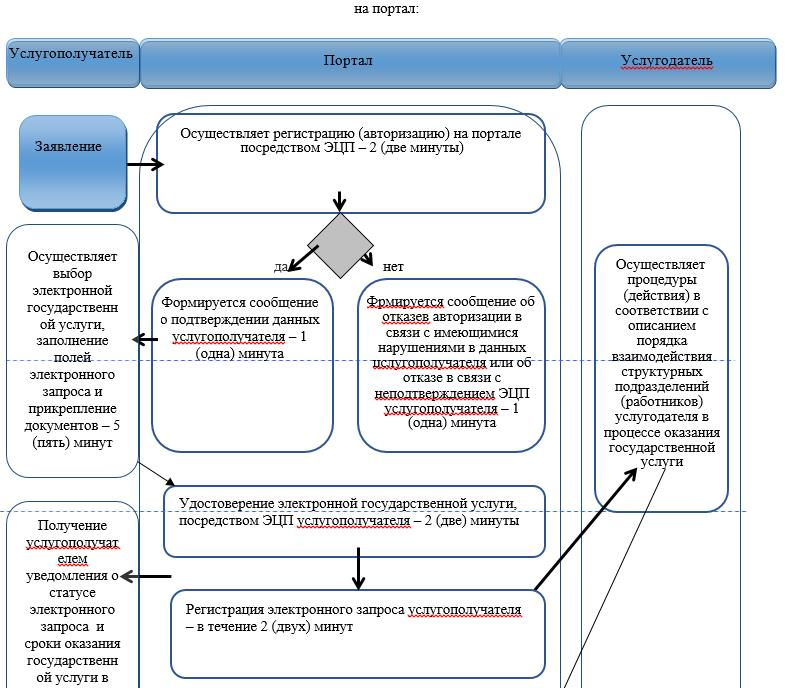 на портал:
Услугополучатель
Портал
Услугодатель
Заявление
Осуществляет регистрацию (авторизацию) на портале
посредством ЭЦП – 2 (две минуты)
да
нет
Осуществляет
выбор
электронной
государственн
ой услуги,
заполнение
полей
электронного
запроса и
прикрепление
документов – 5
(пять) минут
Формируется сообщение
о подтверждении данных
услугополучателя – 1
(одна) минута
Фрмируется сообщение об
отказев авторизации в
связи с имеющимися
нарушениями в данных
услугополучателя или об
отказе в связи с
неподтверждением ЭЦП
услугополучателя – 1
(одна) минута
Осуществляет
процедуры
(действия) в
соответствии с
описанием
порядка
взаимодействия
структурных
подразделений
(работников)
услугодателя в
процессе оказания
государственной
услуги
Удостоверение электронной государственной услуги,
посредством ЭЦП услугополучателя – 2 (две) минуты
Получение
услугополучат
елем
уведомления о
статусе
электронного
запроса и
сроки оказания
государственн
ой услуги в
Регистрация электронного запроса услугополучателя
– в течение 2 (двух) минут